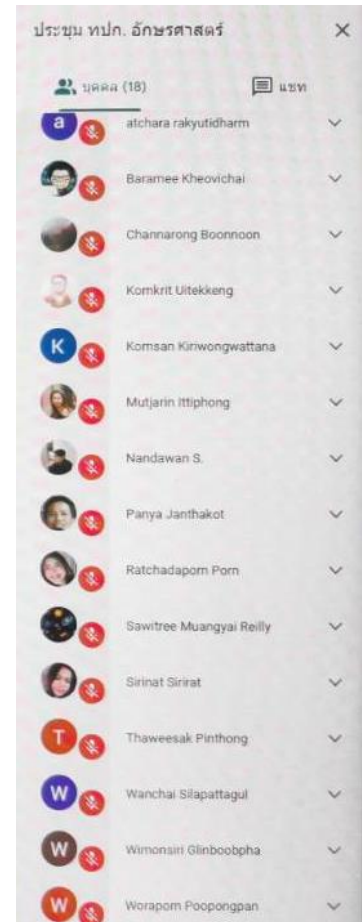 ประชุม ทปก. อักษรศาสตร์
บุคคล (18)
แชท
a
atchara rakyutidharm
Baramee Kheovichai
Channarong Boonnoon
Komkrit Uitekkeng
K
Komsan Kiriwongwattana
Mutjarin Ittiphong
Nandawan S.
Panya Janthakot
Ratchadaporn Porn
Sawitree Muangyai Reilly
Sirinat Sirirat
T
Thaweesak Pinthong
W
Wanchai Silapattagul
W
Wimonsiri Glinboobpha
W
Woraporn Poopongpan